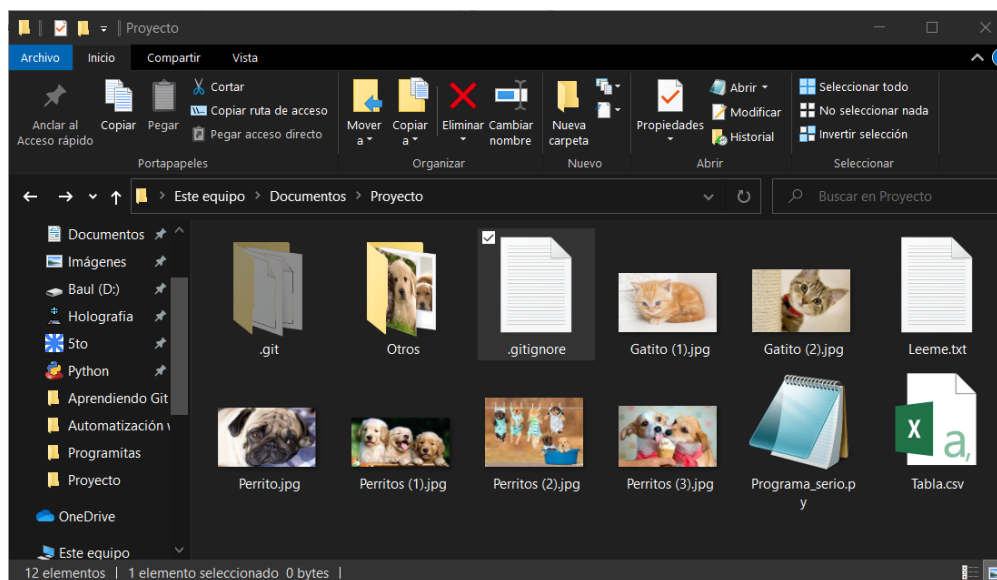 Proyecto
Archivo Inicio Compartir Vista
Anclar al
Acceso rápido
Copiar
Pegar
Cortar
Copiar ruta de acceso
Pegar acceso directo
Mover
a
Copiar
a
Eliminar
Cambiar
nombre
Nueva
carpeta
Propiedades
Abrir
Modificar
Historial
Seleccionar todo
No seleccionar nada
Invertir selección
Portapapeles Organizar Nuevo Abrir Seleccionar
Este equipo > Documentos > Proyecto
Buscar en Proyecto
Documentos
Imágenes
Baul (D:)
Holografia
5to
Python
Aprendiendo Git
Automatización
Programitas
Proyecto
OneDrive
Este equipo
.git
Otros
.gitignore
Gatito (1).jpg
Gatito (2).jpg
Leeme.txt
Perrito.jpg
Perritos (1).jpg
Perritos (2).jpg
Perritos (3).jpg
Programa_serio.p
y
X
a,
Tabla.csv
12 elementos | 1 elemento seleccionado 0 bytes |